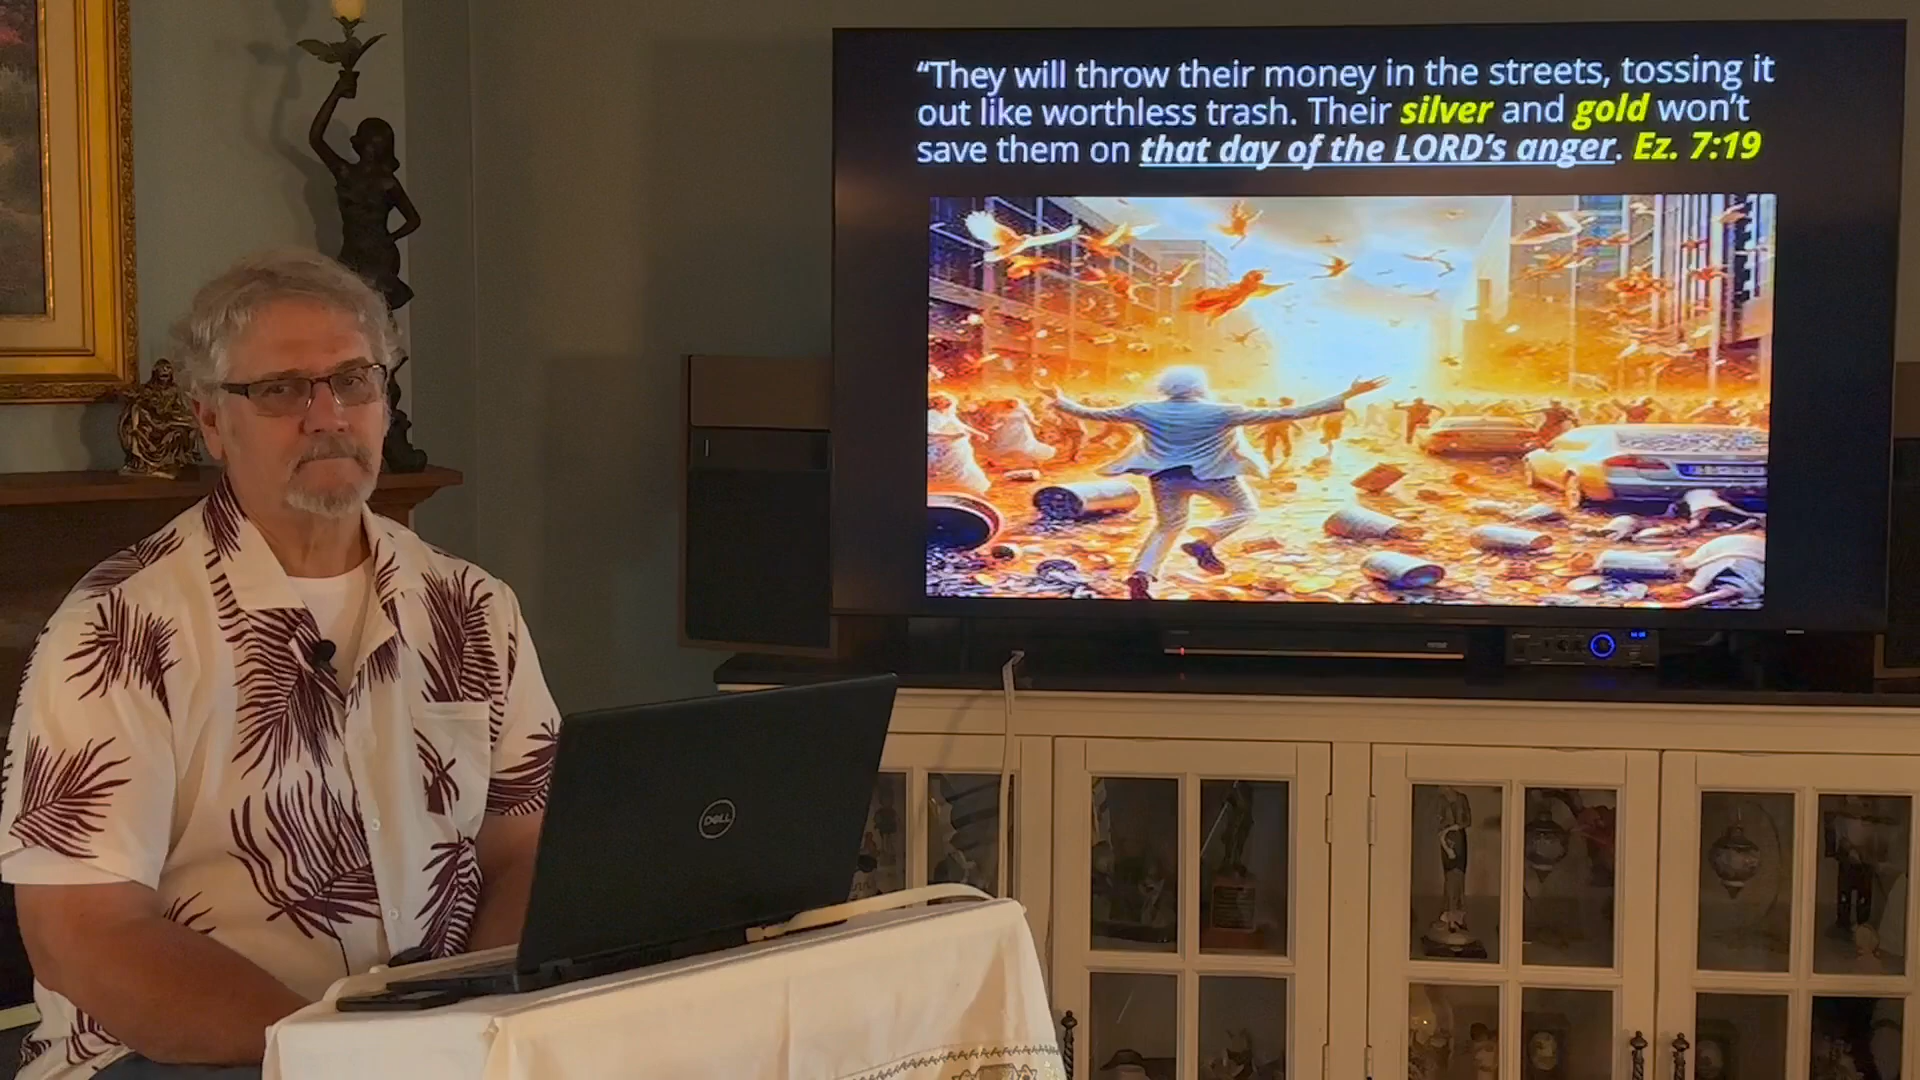 “They will throw their money in the streets, tossing it
out like worthless trash. Their silver and gold won’t
save them on that day of the LORD’s anger. Ez. 7:19
DELL